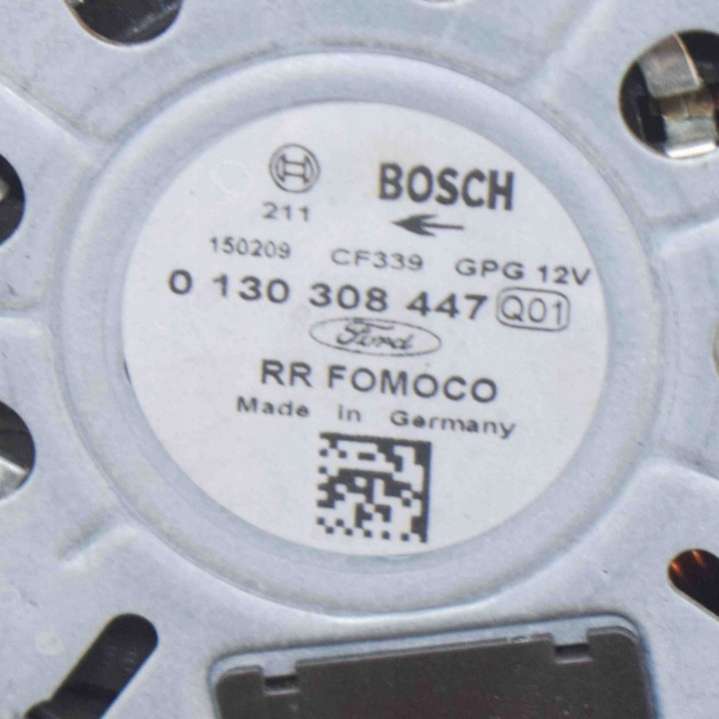 BOSCH
211
150209 CF339 GPG 12V
0 130 308 447 Q01
Ford
RR FOMOCO
Made in Germany